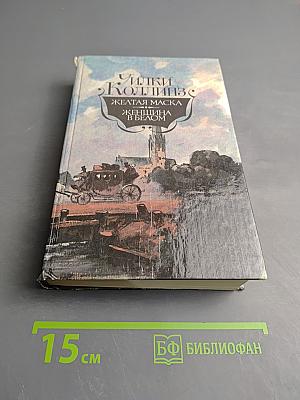 УИЛКИ
КОЛЛИНЗ
ЖЕЛТАЯ МАСКА
ЖЕНЩИНА
В БЕЛОМ
15 см
БФ БИБЛИОФАН